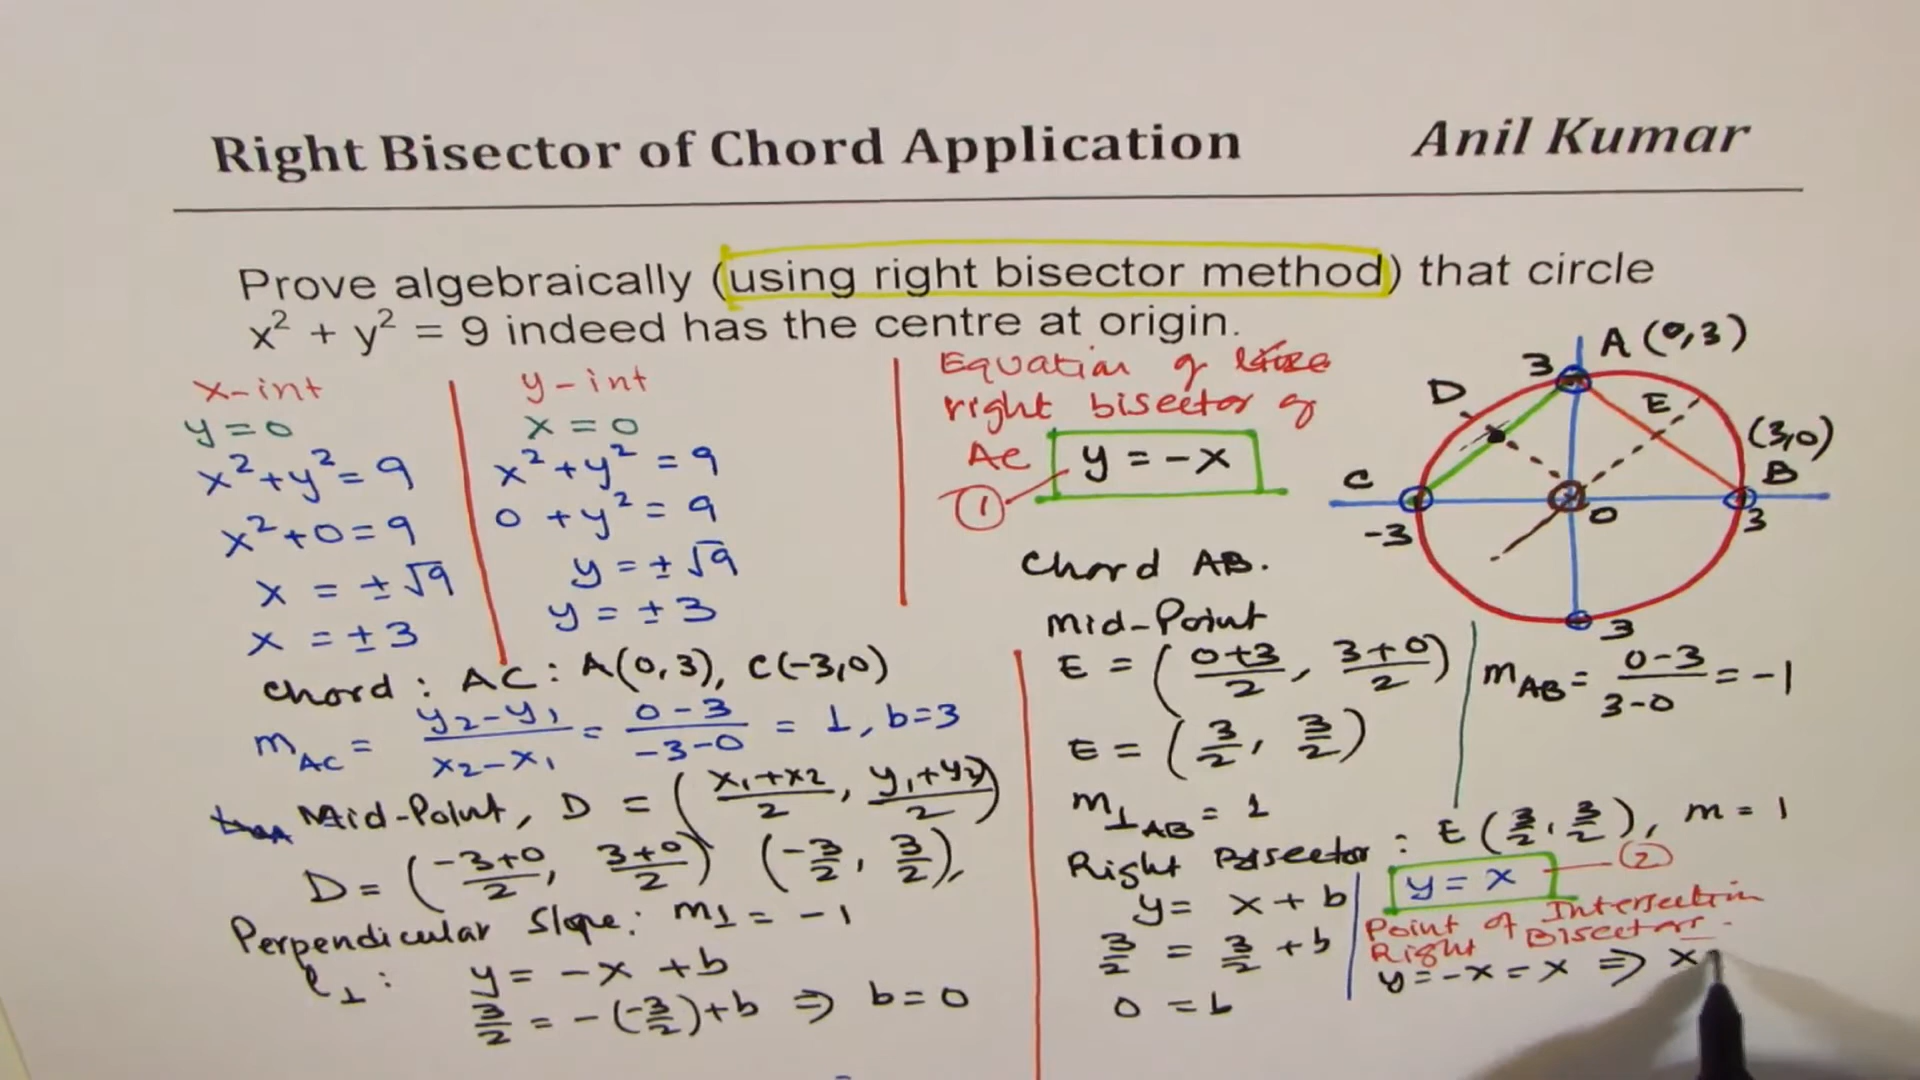 Right Bisector of Chord Application Anil Kumar
Prove algebraically (using right bisector method) that circle
x² + y² = 9 indeed has the centre at origin.
x-int
y=0
x²+y²=9
x²+0=9
x = ±√9
x = ±3
y-int
x=0
x²+y²=9
0+y²=9
y=±√9
y=±3
Equation of
right bisector of
AC y=-x
①
A(0,3)
3
D
E
(3,0)
B
C
-3
O
3
3
Chord: AC: A(0,3), C(-3,0)
m_AC = (y₂-y₁)/(x₂-x₁) = (0-3)/(-3-0) = 1, b=3
Mid-Point, D = ((x₁+x₂)/2, (y₁+y₂)/2)
D = ((-3+0)/2, (3+0)/2) (-3/2, 3/2),
Perpendicular Slope: m⊥ = -1
l⊥: y = -x + b
3/2 = -(-3/2)+b ⇒ b=0
Chord AB.
Mid-Point
E = ((0+3)/2, (3+0)/2)
E = (3/2, 3/2)
m_AB = (0-3)/(3-0) = -1
m⊥AB = 1
Right Bisector: E(3/2, 3/2), m = 1
y = x + b
3/2 = 3/2 + b
0 = b
y = x ②
Point of Intersection
Right Bisectors.
y=-x=x ⇒ x